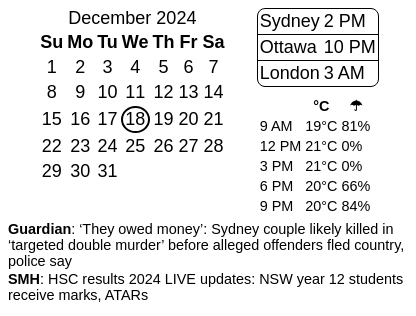 December 2024
Su Mo Tu We Th Fr Sa
1 2 3 4 5 6 7
8 9 10 11 12 13 14
15 16 17 18 19 20 21
22 23 24 25 26 27 28
29 30 31
Sydney 2 PM
Ottawa 10 PM
London 3 AM
°C ☂
9 AM 19°C 81%
12 PM 21°C 0%
3 PM 21°C 0%
6 PM 20°C 66%
9 PM 20°C 84%
Guardian: ‘They owed money’: Sydney couple likely killed in
‘targeted double murder’ before alleged offenders fled country,
police say
SMH: HSC results 2024 LIVE updates: NSW year 12 students
receive marks, ATARs